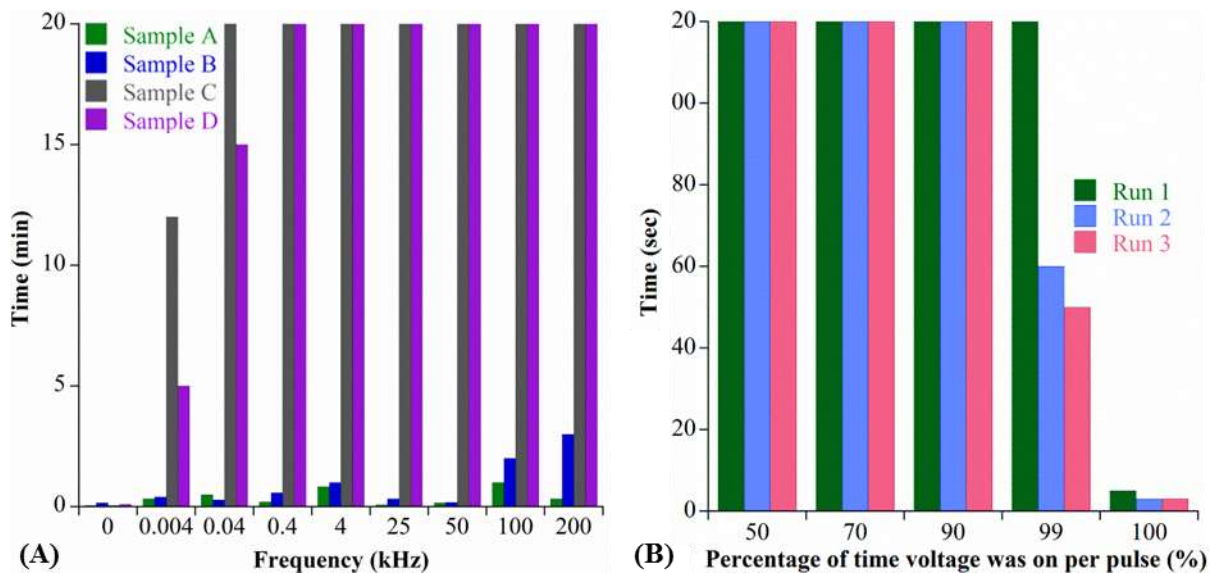 20
15
10
5
0
Time (min)
Sample A
Sample B
Sample C
Sample D
0 0.004 0.04 0.4 4 25 50 100 200
Frequency (kHz)
(A)
20
00
80
60
40
20
0
Time (sec)
Run 1
Run 2
Run 3
50 70 90 99 100
Percentage of time voltage was on per pulse (%)
(B)